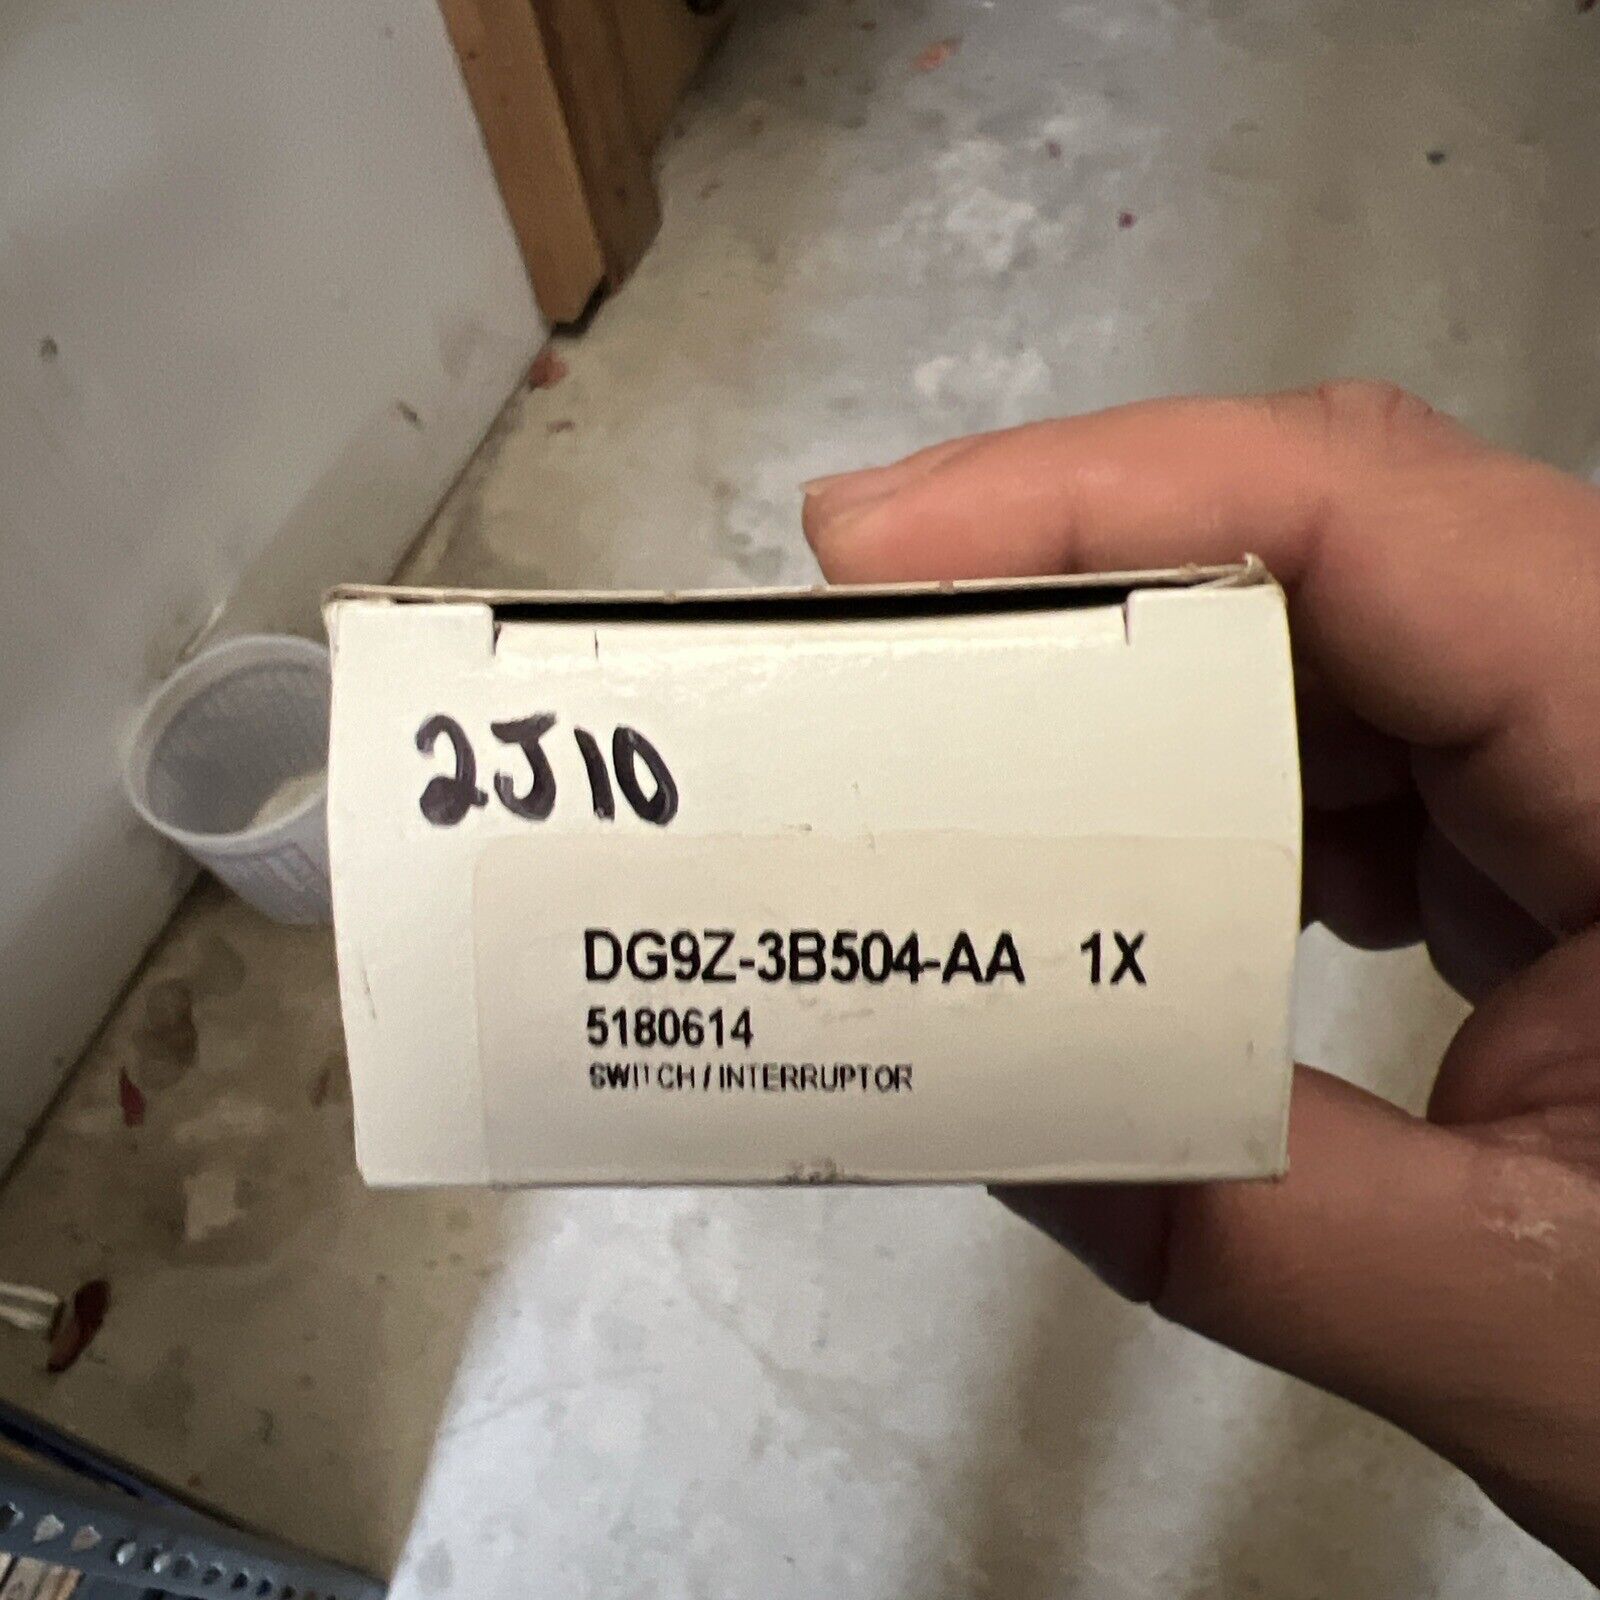 2J10
DG9Z-3B504-AA 1X
5180614
SWITCH / INTERRUPTOR